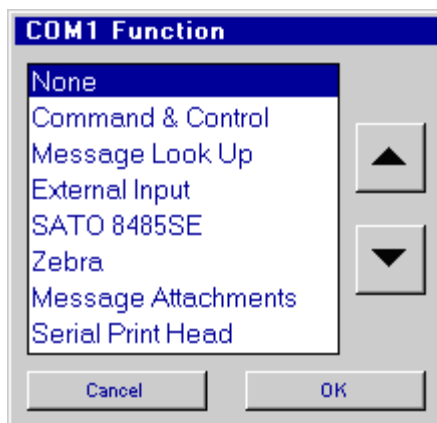 COM1 Function
None
Command & Control
Message Look Up
External Input
SATO 8485SE
Zebra
Message Attachments
Serial Print Head
Cancel
OK